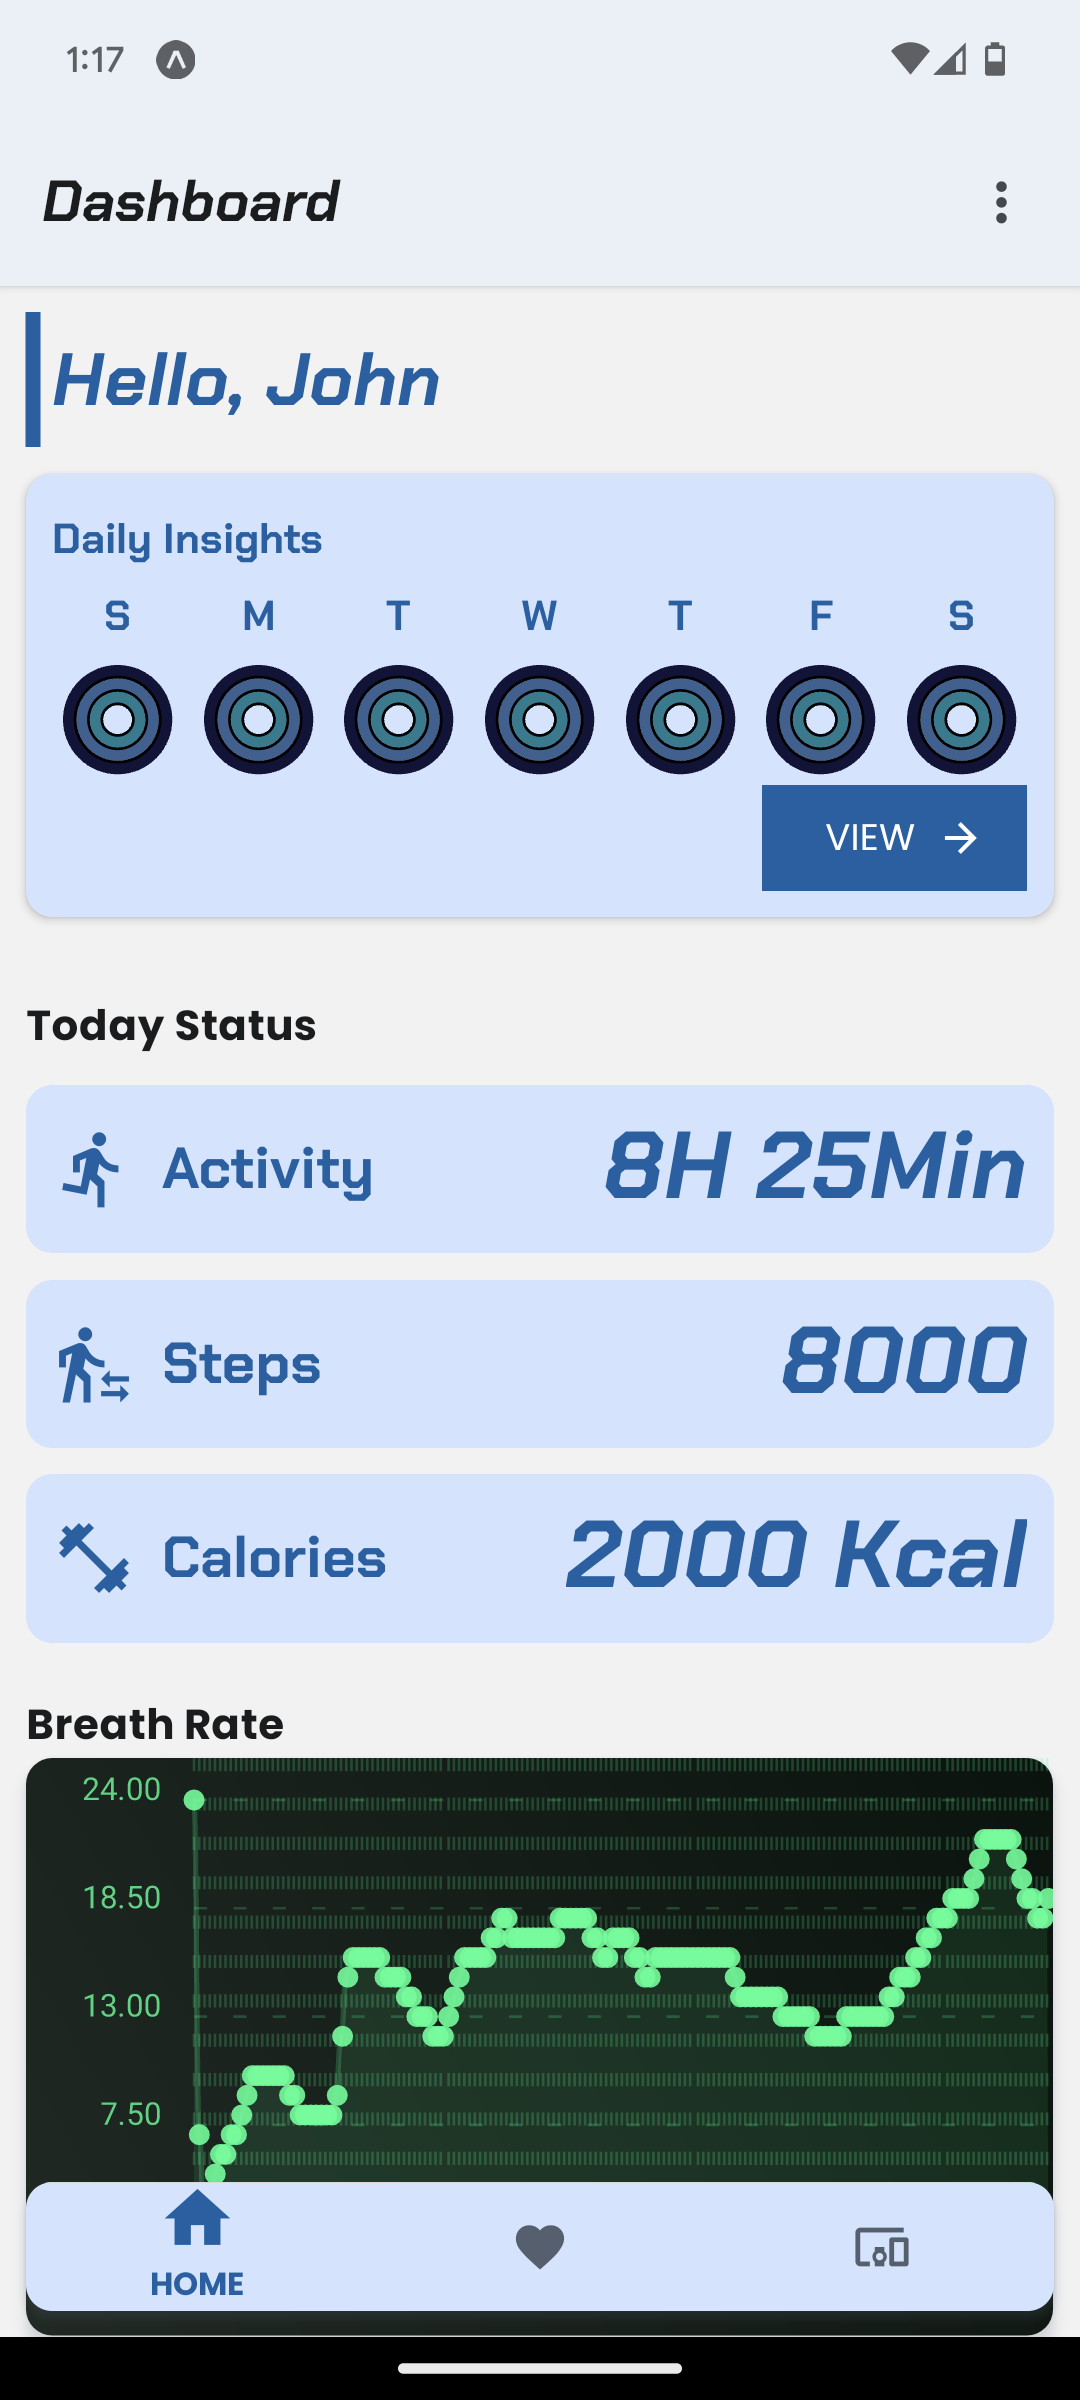 1:17
Dashboard
Hello, John
Daily Insights
S M T W T F S
VIEW
Today Status
Activity 8H 25Min
Steps 8000
Calories 2000 Kcal
Breath Rate
24.00
18.50
13.00
7.50
HOME